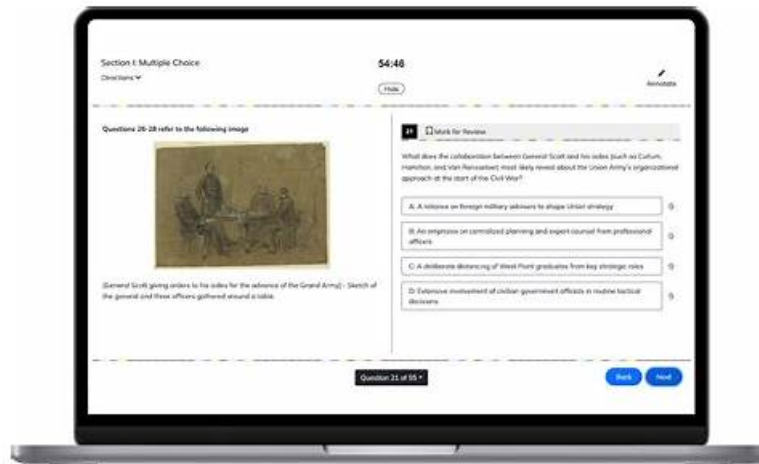 Section I: Multiple Choice
Directions
54:46
Hide
Annotate
Questions 26-28 refer to the following image
(General Scott giving orders to his aides for the advance of the Grand Army) - Sketch of
the general and three officers gathered around a table.
21
Mark for Review
What does the collaboration between General Scott and his aides (such as Cullum,
Hamilton, and Van Rensselaer) most likely reveal about the Union Army's organizational
approach at the start of the Civil War?
A: A reliance on foreign military advisers to shape Union strategy
B: An emphasis on centralized planning and expert counsel from professional
officers
C: A deliberate distancing of West Point graduates from key strategic roles
D: Extensive involvement of civilian government officials in routine tactical
decisions
Question 21 of 55
Back
Next